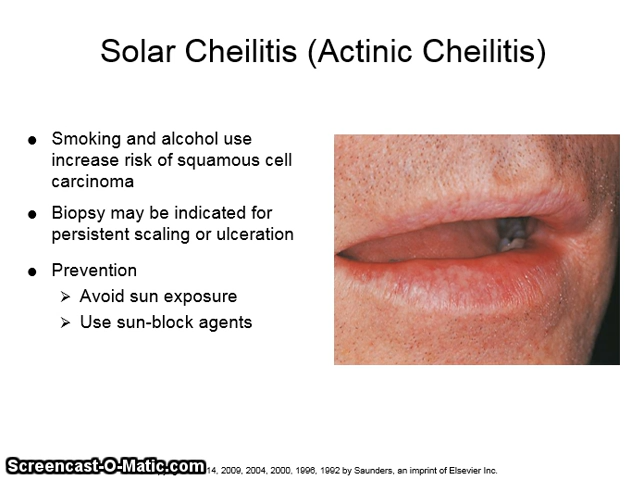 Solar Cheilitis (Actinic Cheilitis)
● Smoking and alcohol use
increase risk of squamous cell
carcinoma
● Biopsy may be indicated for
persistent scaling or ulceration
● Prevention
➢ Avoid sun exposure
➢ Use sun-block agents
Screencast-O-Matic.com
14, 2009, 2004, 2000, 1996, 1992 by Saunders, an imprint of Elsevier Inc.